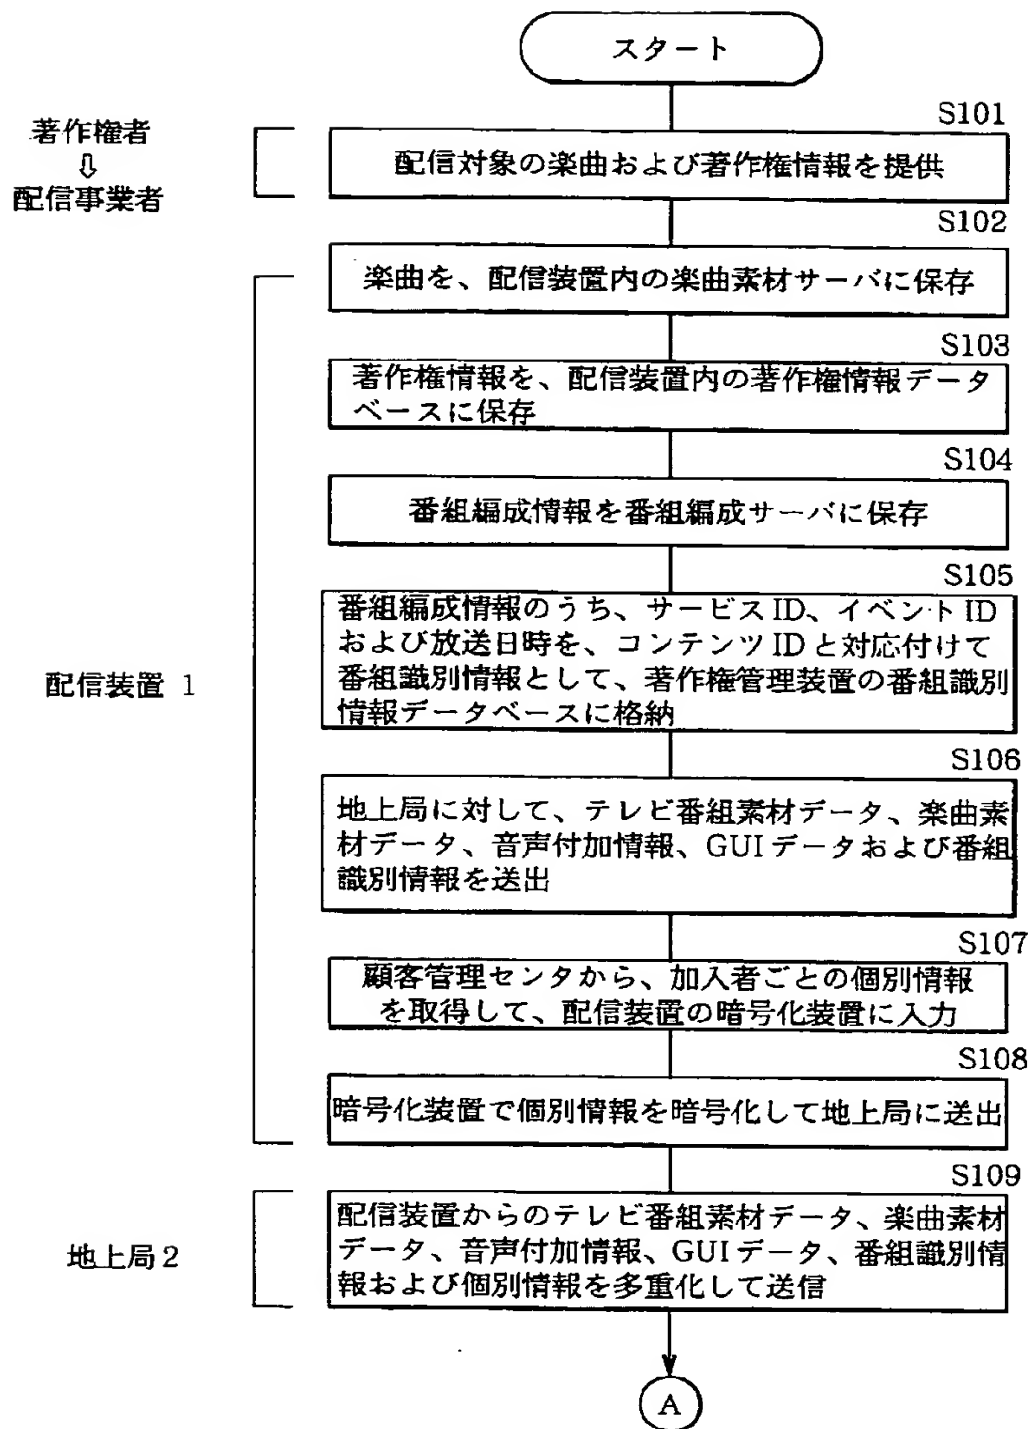 スタート
S101
著作権者
⇩
配信事業者
配信対象の楽曲および著作権情報を提供
S102
楽曲を、配信装置内の楽曲素材サーバに保存
S103
著作権情報を、配信装置内の著作権情報データ
ベースに保存
S104
番組編成情報を番組編成サーバに保存
S105
配信装置 1
番組編成情報のうち、サービスID、イベントID
および放送日時を、コンテンツIDと対応付けて
番組識別情報として、著作権管理装置の番組識別
情報データベースに格納
S106
地上局に対して、テレビ番組素材データ、楽曲素
材データ、音声付加情報、GUIデータおよび番組
識別情報を送出
S107
顧客管理センタから、加入者ごとの個別情報
を取得して、配信装置の暗号化装置に入力
S108
暗号化装置で個別情報を暗号化して地上局に送出
S109
地上局2
配信装置からのテレビ番組素材データ、楽曲素材
データ、音声付加情報、GUIデータ、番組識別情
報および個別情報を多重化して送信
A